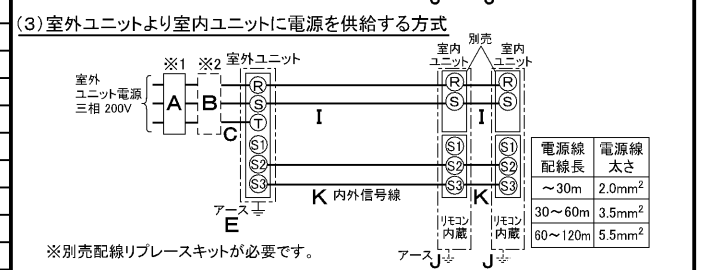 (3)室外ユニットより室内ユニットに電源を供給する方式
※1 ※2 室外ユニット
室内
ユニット
別売
室内
ユニット
室外
ユニット電源
三相 200V
A
B
C
R
S
T
S1
S2
S3
I
R
S
S1
S2
S3
I
R
S
S1
S2
S3
K 内外信号線
K
アース
E
リモコン
内蔵
リモコン
内蔵
アース J
J
※別売配線リプレースキットが必要です。
電源線
配線長
電源線
太さ
～30m 2.0mm²
30～60m 3.5mm²
60～120m 5.5mm²